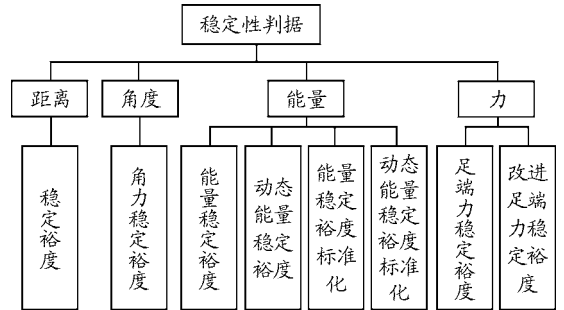 稳定性判据
距离
角度
能量
力
稳定裕度
角力稳定裕度
能量稳定裕度
动态
能量
稳定
裕度
能量
稳定
裕度
标准
化
动态
能量
稳定
裕度
标准
化
足端力稳定裕度
改进
足端
力稳
定裕
度